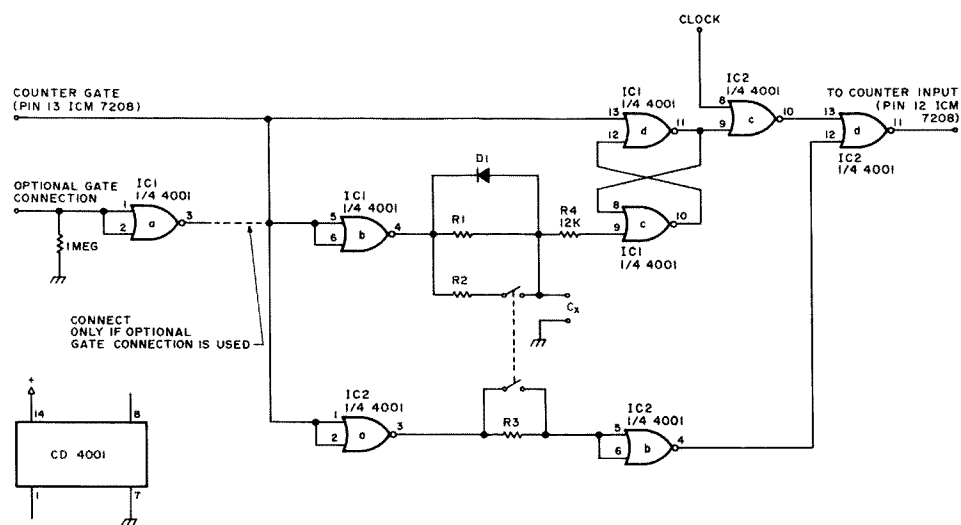 CLOCK
COUNTER GATE
(PIN 13 ICM 7208)
IC1
1/4 4001
13
12
d
11
IC2
1/4 4001
8
9
c
10
TO COUNTER INPUT
(PIN 12 ICM
7208)
13
12
d
11
IC2
1/4 4001
OPTIONAL GATE
CONNECTION
IC1
1/4 4001
1
2
a
3
1 MEG
IC1
1/4 4001
5
6
b
4
D1
R1
R2
R4
12K
8
9
c
10
IC1
1/4 4001
Cx
CONNECT
ONLY IF OPTIONAL
GATE CONNECTION IS USED
IC2
1/4 4001
1
2
a
3
R3
IC2
1/4 4001
5
6
b
4
+
14
8
CD 4001
1
7